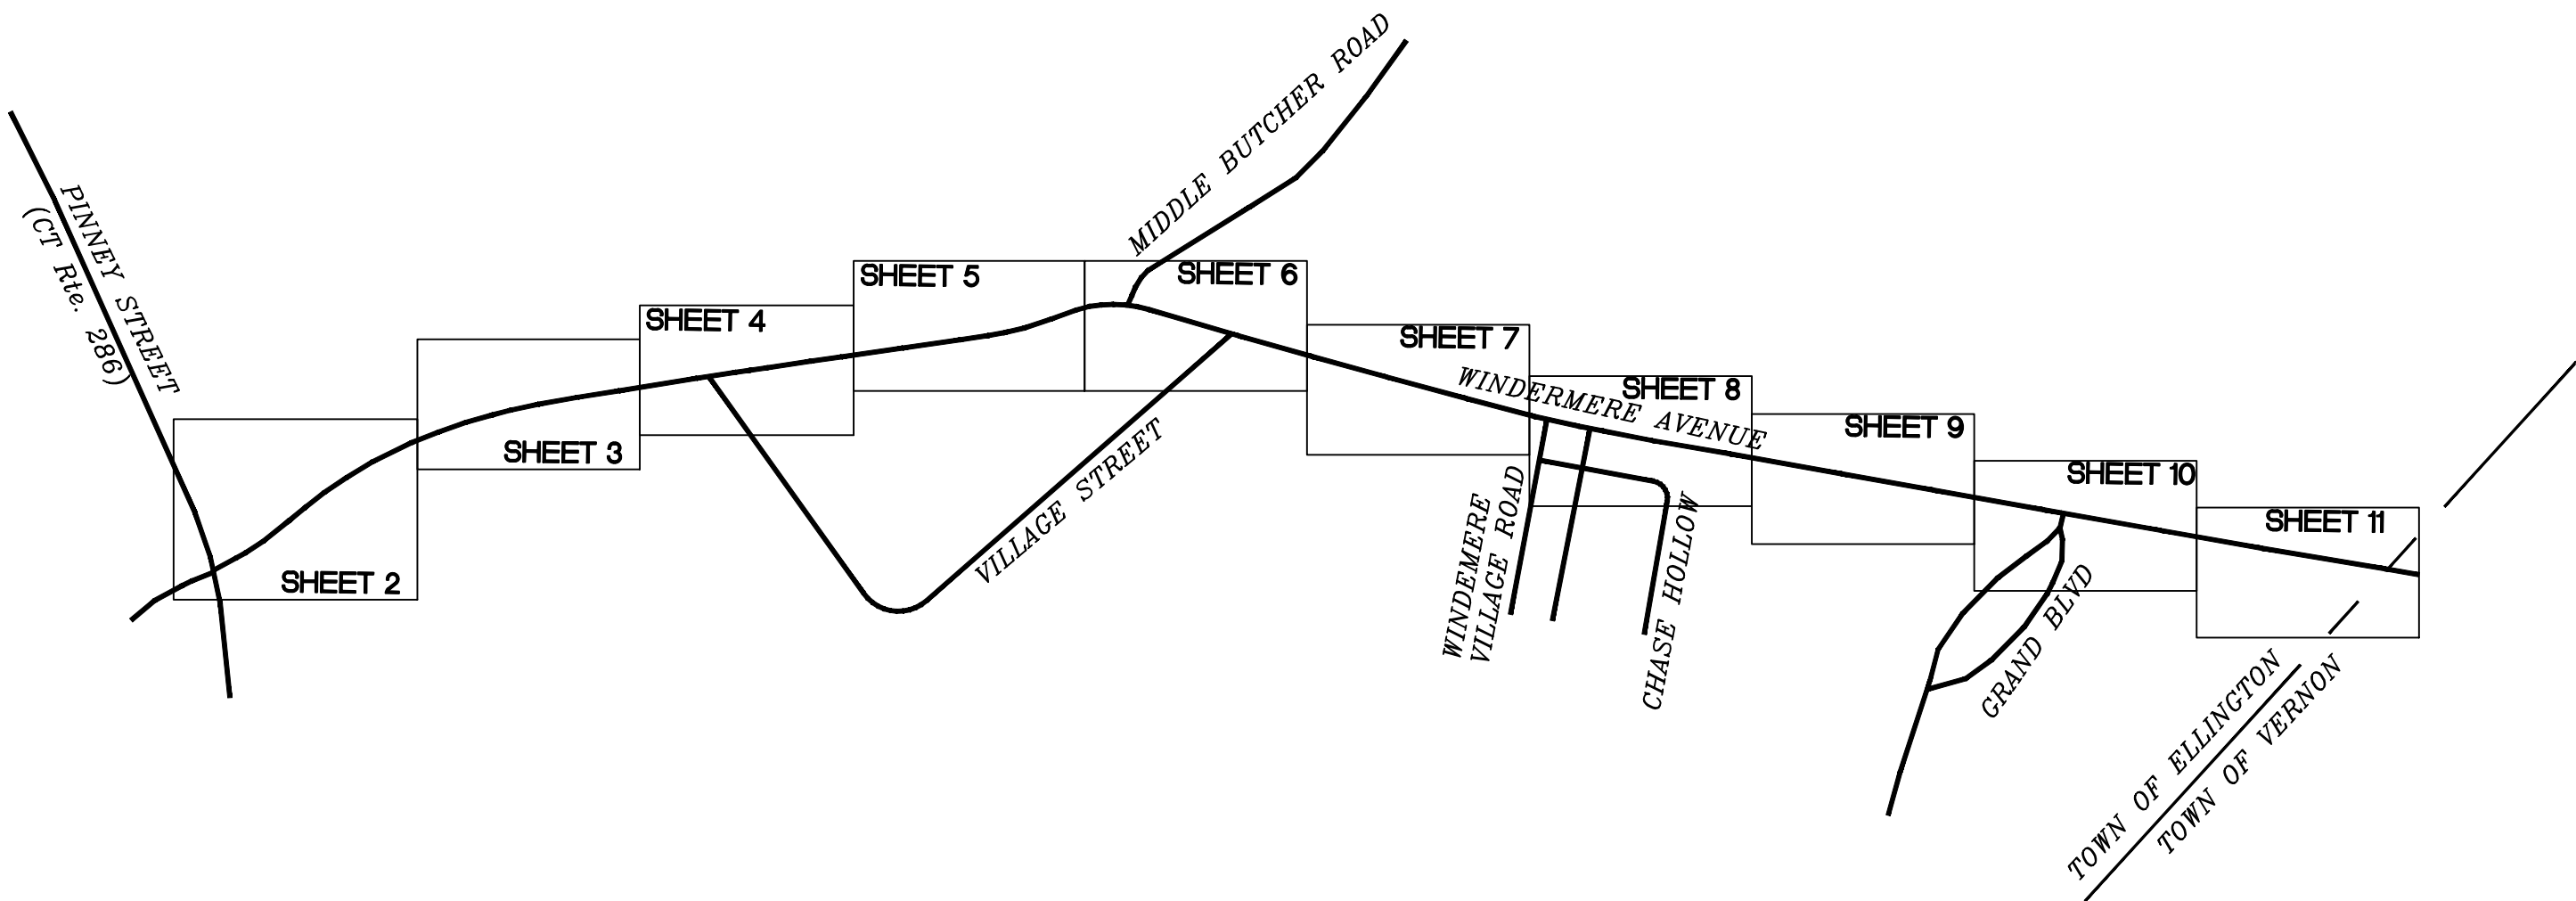 PINNEY STREET
(CT Rte. 286)
SHEET 2
SHEET 3
SHEET 4
SHEET 5
MIDDLE BUTCHER ROAD
SHEET 6
VILLAGE STREET
SHEET 7
WINDERMERE AVENUE
SHEET 8
WINDEMERE
VILLAGE ROAD
CHASE HOLLOW
SHEET 9
SHEET 10
GRAND BLVD
SHEET 11
TOWN OF ELLINGTON
TOWN OF VERNON